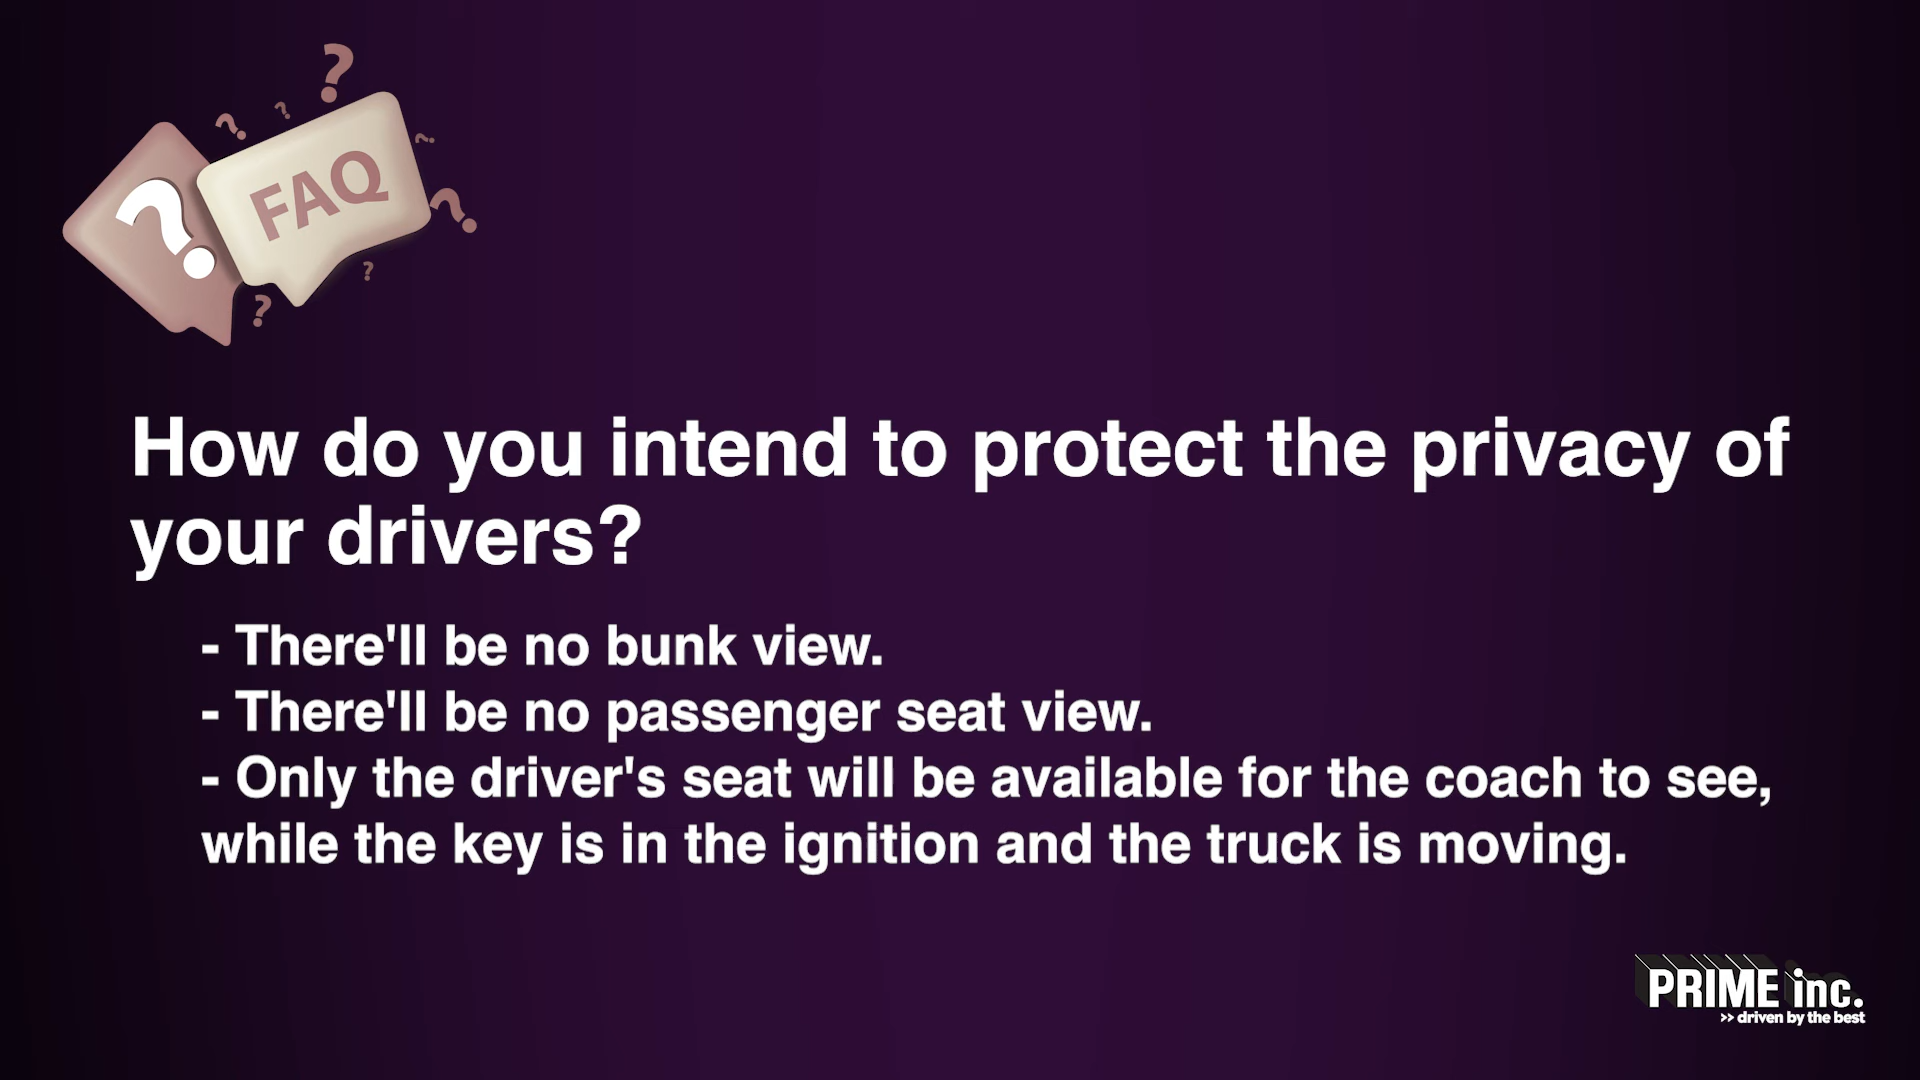 ?
?
?
?
?
FAQ
?
?
?
?
How do you intend to protect the privacy of
your drivers?
- There'll be no bunk view.
- There'll be no passenger seat view.
- Only the driver's seat will be available for the coach to see,
while the key is in the ignition and the truck is moving.
PRIME inc.
>> driven by the best